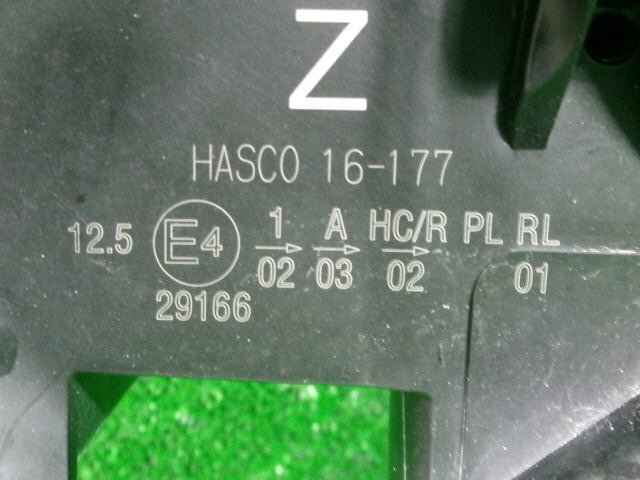 Z
HASCO 16-177
12.5 E4 1 A HC/R PL RL
→ → →
02 03 02 01
29166